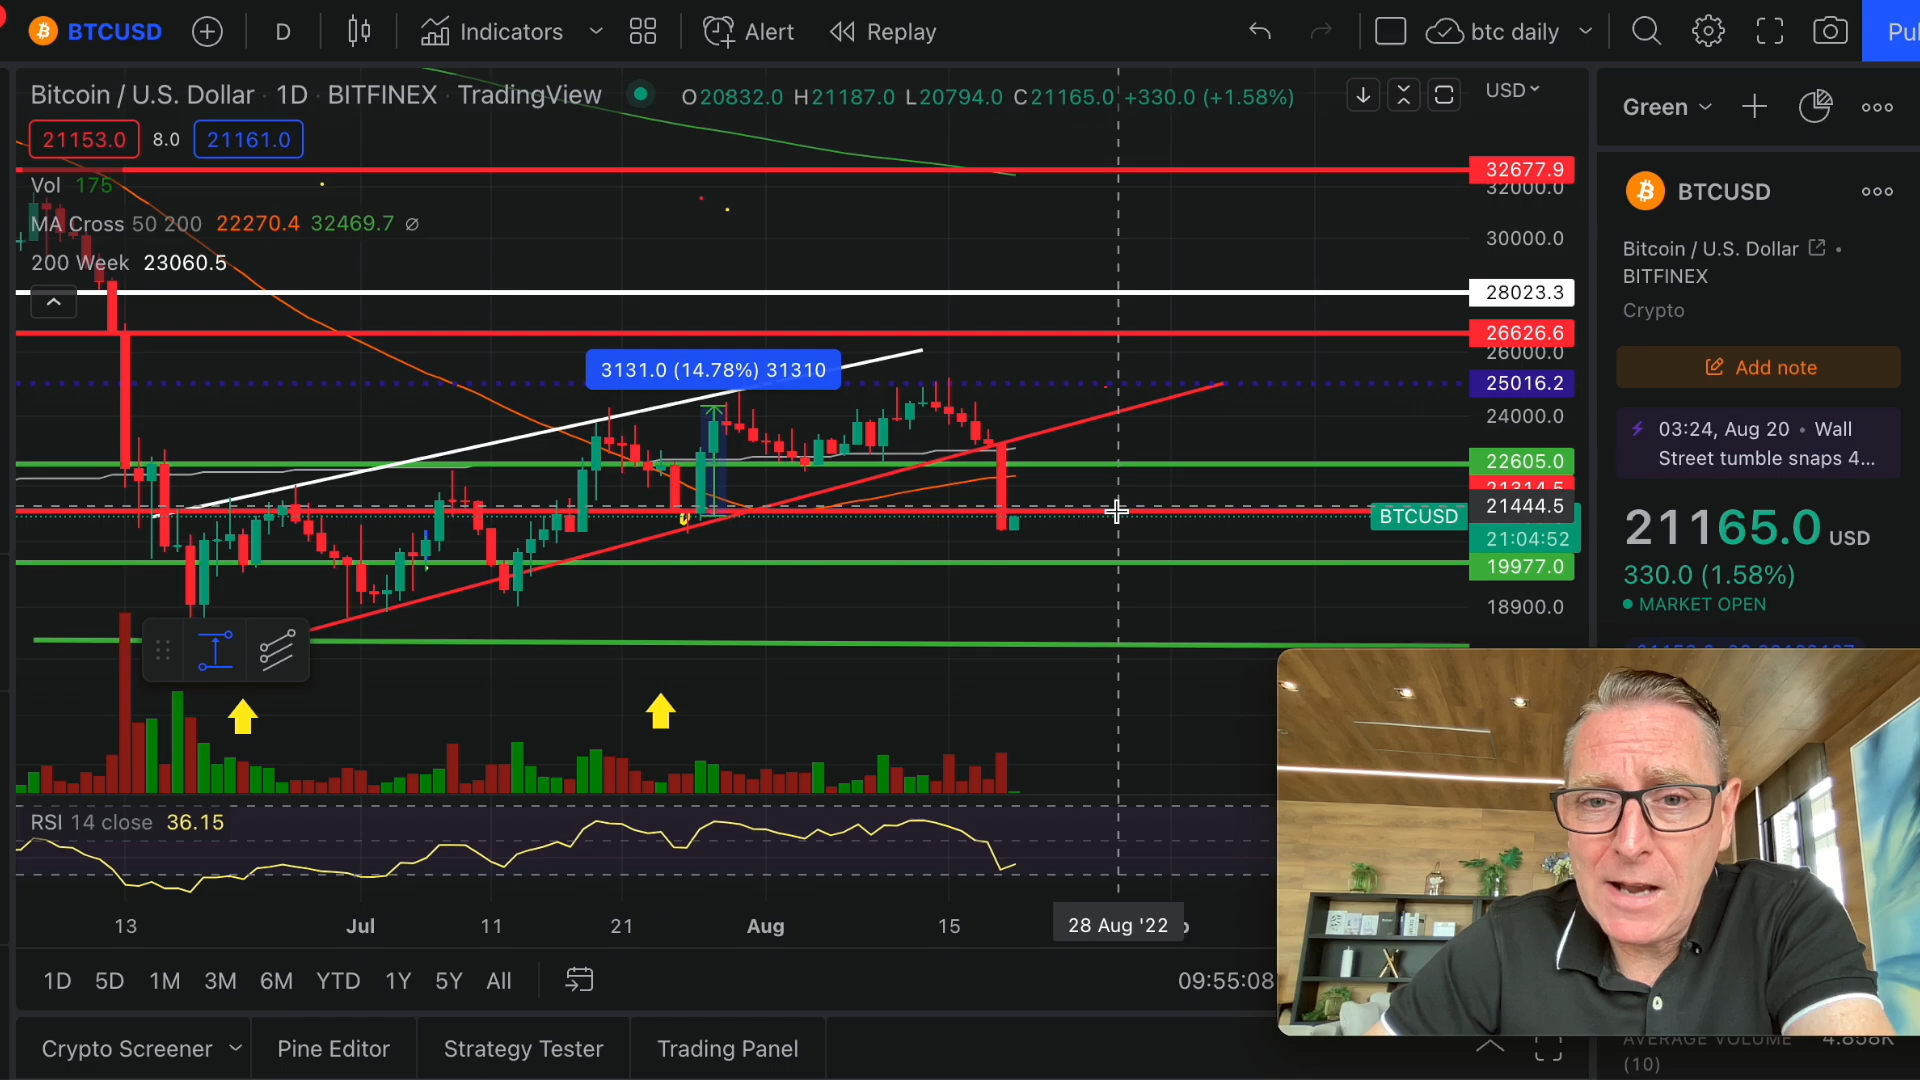 BTCUSD
D
Indicators
Alert
Replay
btc daily
Bitcoin / U.S. Dollar · 1D · BITFINEX · TradingView
O20832.0 H21187.0 L20794.0 C21165.0 +330.0 (+1.58%)
USD
21153.0
8.0
21161.0
Vol 175
MA Cross 50 200 22270.4 32469.7 ∅
200 Week 23060.5
3131.0 (14.78%) 31310
32677.9
32000.0
30000.0
28023.3
26626.6
26000.0
25016.2
24000.0
22605.0
21314.5
21444.5
BTCUSD
21:04:52
19977.0
18900.0
RSI 14 close 36.15
13
Jul
11
21
Aug
15
28 Aug '22
1D
5D
1M
3M
6M
YTD
1Y
5Y
All
09:55:08
Crypto Screener
Pine Editor
Strategy Tester
Trading Panel
Green
BTCUSD
Bitcoin / U.S. Dollar •
BITFINEX
Crypto
Add note
03:24, Aug 20 • Wall
Street tumble snaps 4...
21165.0 USD
330.0 (1.58%)
MARKET OPEN
AVERAGE VOLUME 4.858K
(10)